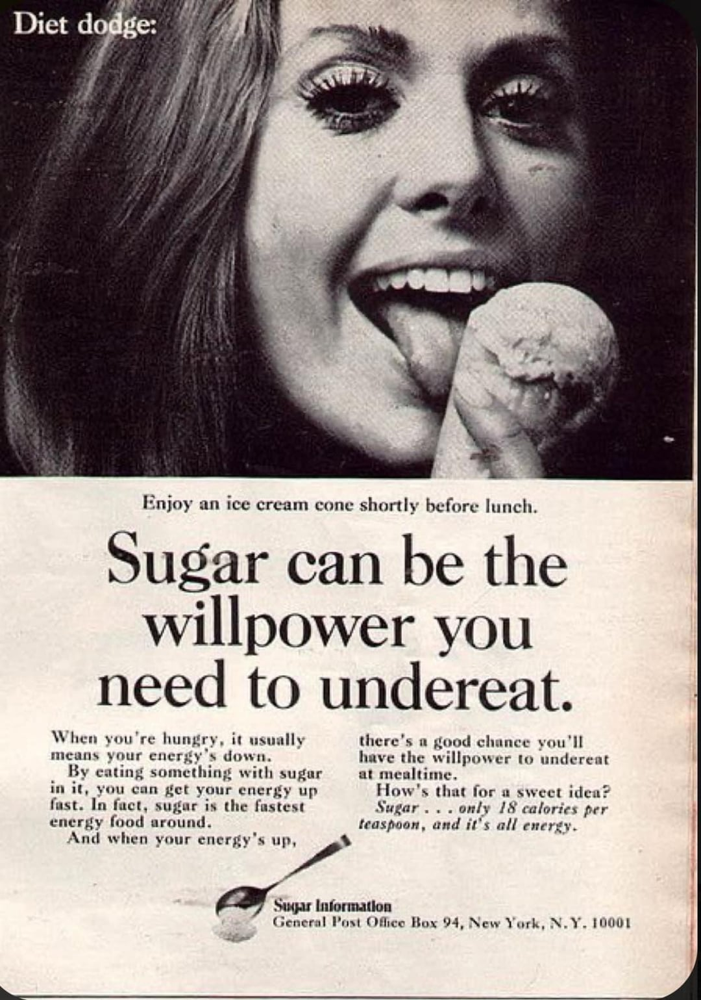 Diet dodge:
Enjoy an ice cream cone shortly before lunch.
Sugar can be the
willpower you
need to undereat.
When you're hungry, it usually
means your energy's down.
By eating something with sugar
in it, you can get your energy up
fast. In fact, sugar is the fastest
energy food around.
And when your energy's up,
there's a good chance you'll
have the willpower to undereat
at mealtime.
How's that for a sweet idea?
Sugar . . . only 18 calories per
teaspoon, and it's all energy.
Sugar Information
General Post Office Box 94, New York, N.Y. 10001